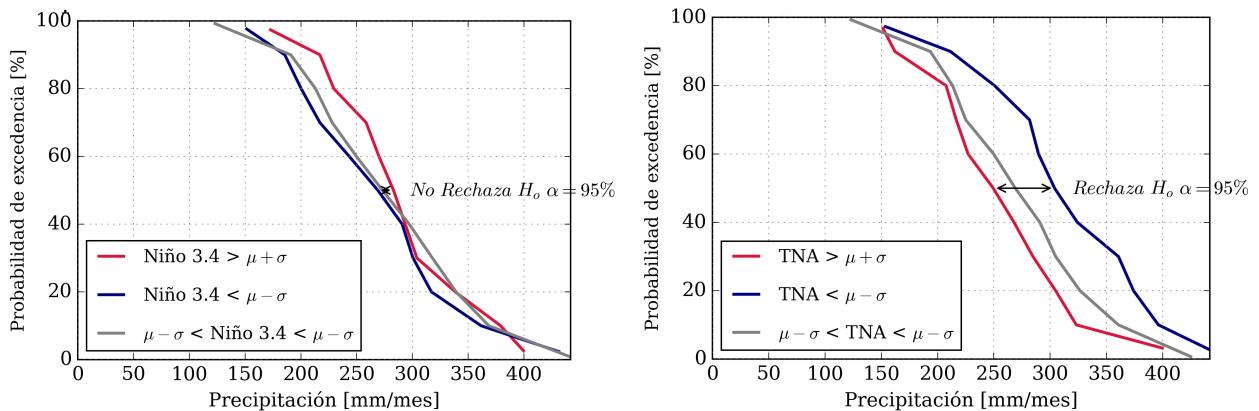 100
80
60
40
20
0
Probabilidad de excedencia [%]
No Rechaza H_o α = 95%
Niño 3.4 > μ + σ
Niño 3.4 < μ − σ
μ − σ < Niño 3.4 < μ − σ
0 50 100 150 200 250 300 350 400
Precipitación [mm/mes]
100
80
60
40
20
0
Probabilidad de excedencia [%]
Rechaza H_o α = 95%
TNA > μ + σ
TNA < μ − σ
μ − σ < TNA < μ − σ
0 50 100 150 200 250 300 350 400
Precipitación [mm/mes]